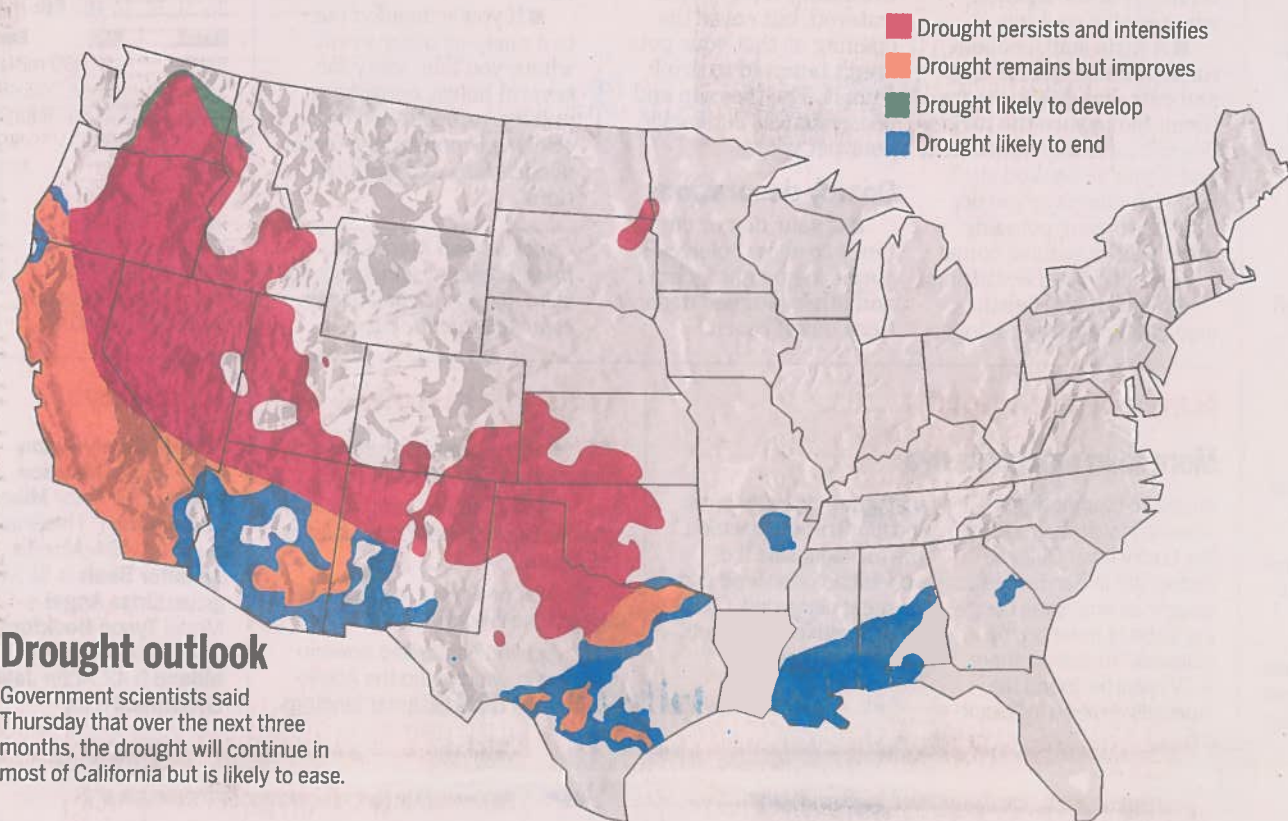 Drought persists and intensifies
Drought remains but improves
Drought likely to develop
Drought likely to end
Drought outlook
Government scientists said
Thursday that over the next three
months, the drought will continue in
most of California but is likely to ease.